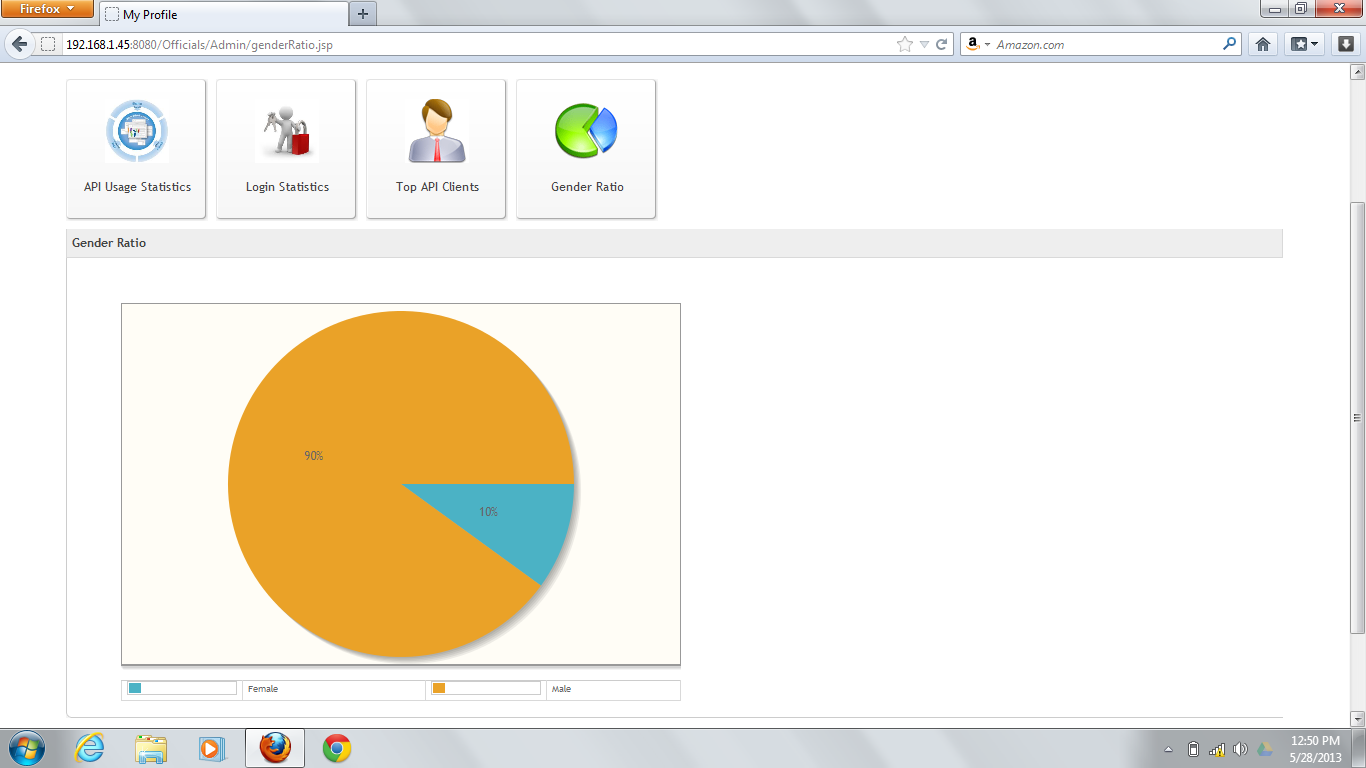 Firefox
My Profile
192.168.1.45:8080/Officials/Admin/genderRatio.jsp
Amazon.com
API Usage Statistics
Login Statistics
Top API Clients
Gender Ratio
Gender Ratio
90%
10%
Female
Male
12:50 PM
5/28/2013